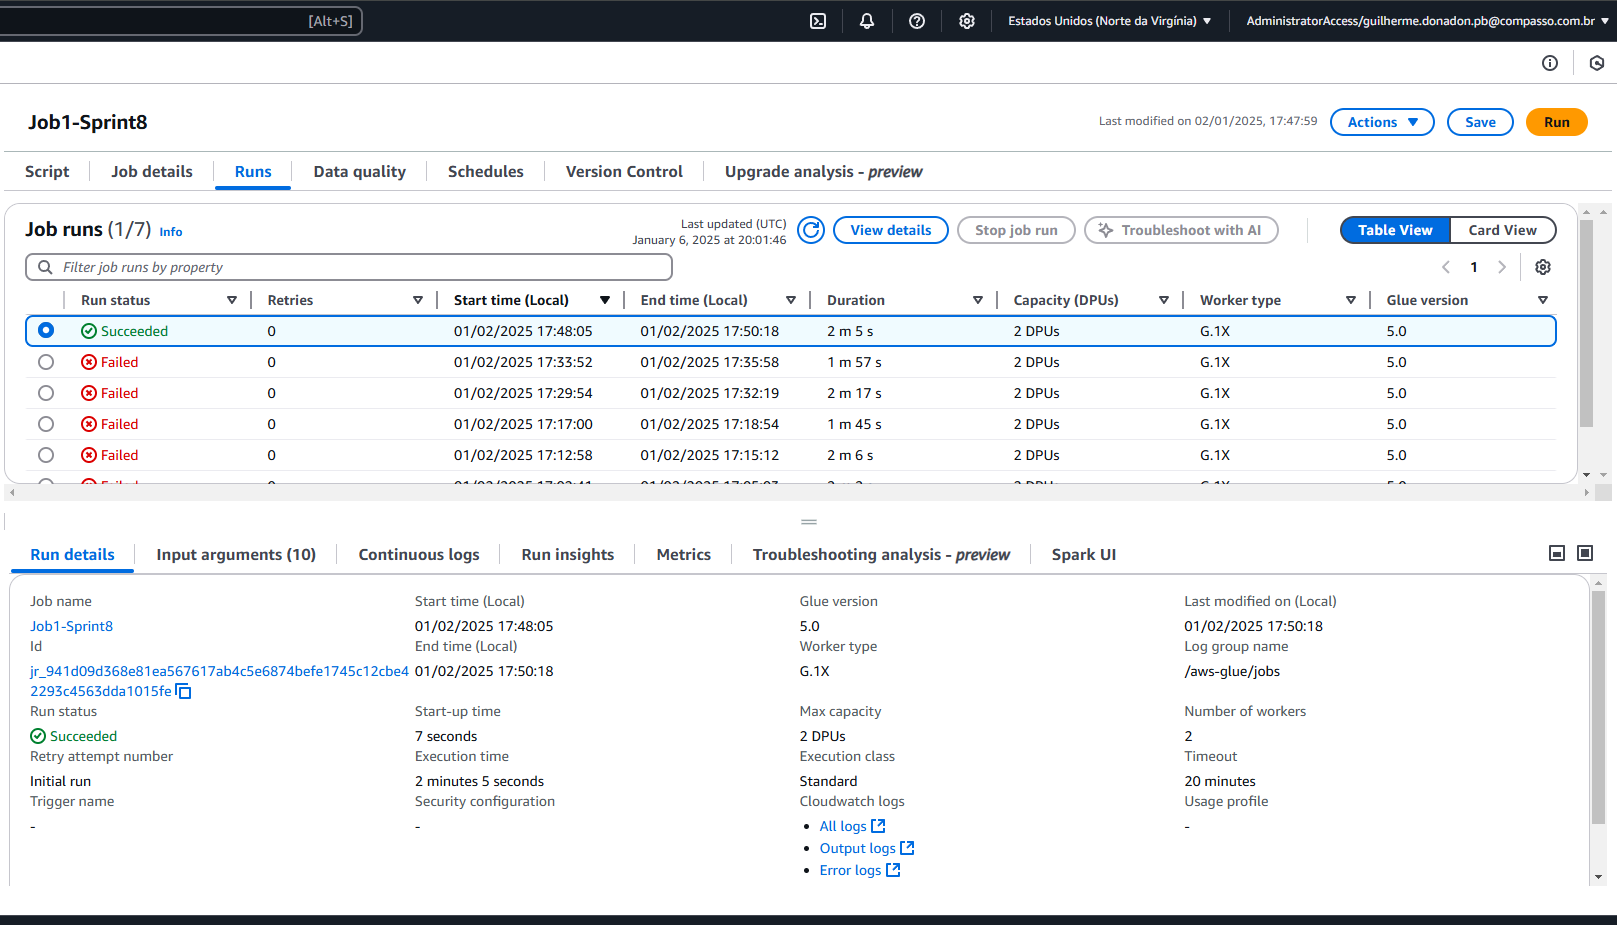 [Alt+S]
Estados Unidos (Norte da Virgínia)
AdministratorAccess/guilherme.donadon.pb@compasso.com.br
Job1-Sprint8
Last modified on 02/01/2025, 17:47:59
Actions
Save
Run
Script
Job details
Runs
Data quality
Schedules
Version Control
Upgrade analysis - preview
Job runs (1/7) Info
Last updated (UTC)
January 6, 2025 at 20:01:46
View details
Stop job run
Troubleshoot with AI
Table View
Card View
Filter job runs by property
1
Run status Retries Start time (Local) End time (Local) Duration Capacity (DPUs) Worker type Glue version
Succeeded 0 01/02/2025 17:48:05 01/02/2025 17:50:18 2 m 5 s 2 DPUs G.1X 5.0
Failed 0 01/02/2025 17:33:52 01/02/2025 17:35:58 1 m 57 s 2 DPUs G.1X 5.0
Failed 0 01/02/2025 17:29:54 01/02/2025 17:32:19 2 m 17 s 2 DPUs G.1X 5.0
Failed 0 01/02/2025 17:17:00 01/02/2025 17:18:54 1 m 45 s 2 DPUs G.1X 5.0
Failed 0 01/02/2025 17:12:58 01/02/2025 17:15:12 2 m 6 s 2 DPUs G.1X 5.0
Run details
Input arguments (10)
Continuous logs
Run insights
Metrics
Troubleshooting analysis - preview
Spark UI
Job name
Job1-Sprint8
Id
jr_941d09d368e81ea567617ab4c5e6874befe1745c12cbe4
2293c4563dda1015fe
Run status
Succeeded
Retry attempt number
Initial run
Trigger name
-
Start time (Local)
01/02/2025 17:48:05
End time (Local)
01/02/2025 17:50:18
Start-up time
7 seconds
Execution time
2 minutes 5 seconds
Security configuration
-
Glue version
5.0
Worker type
G.1X
Max capacity
2 DPUs
Execution class
Standard
Cloudwatch logs
All logs
Output logs
Error logs
Last modified on (Local)
01/02/2025 17:50:18
Log group name
/aws-glue/jobs
Number of workers
2
Timeout
20 minutes
Usage profile
-